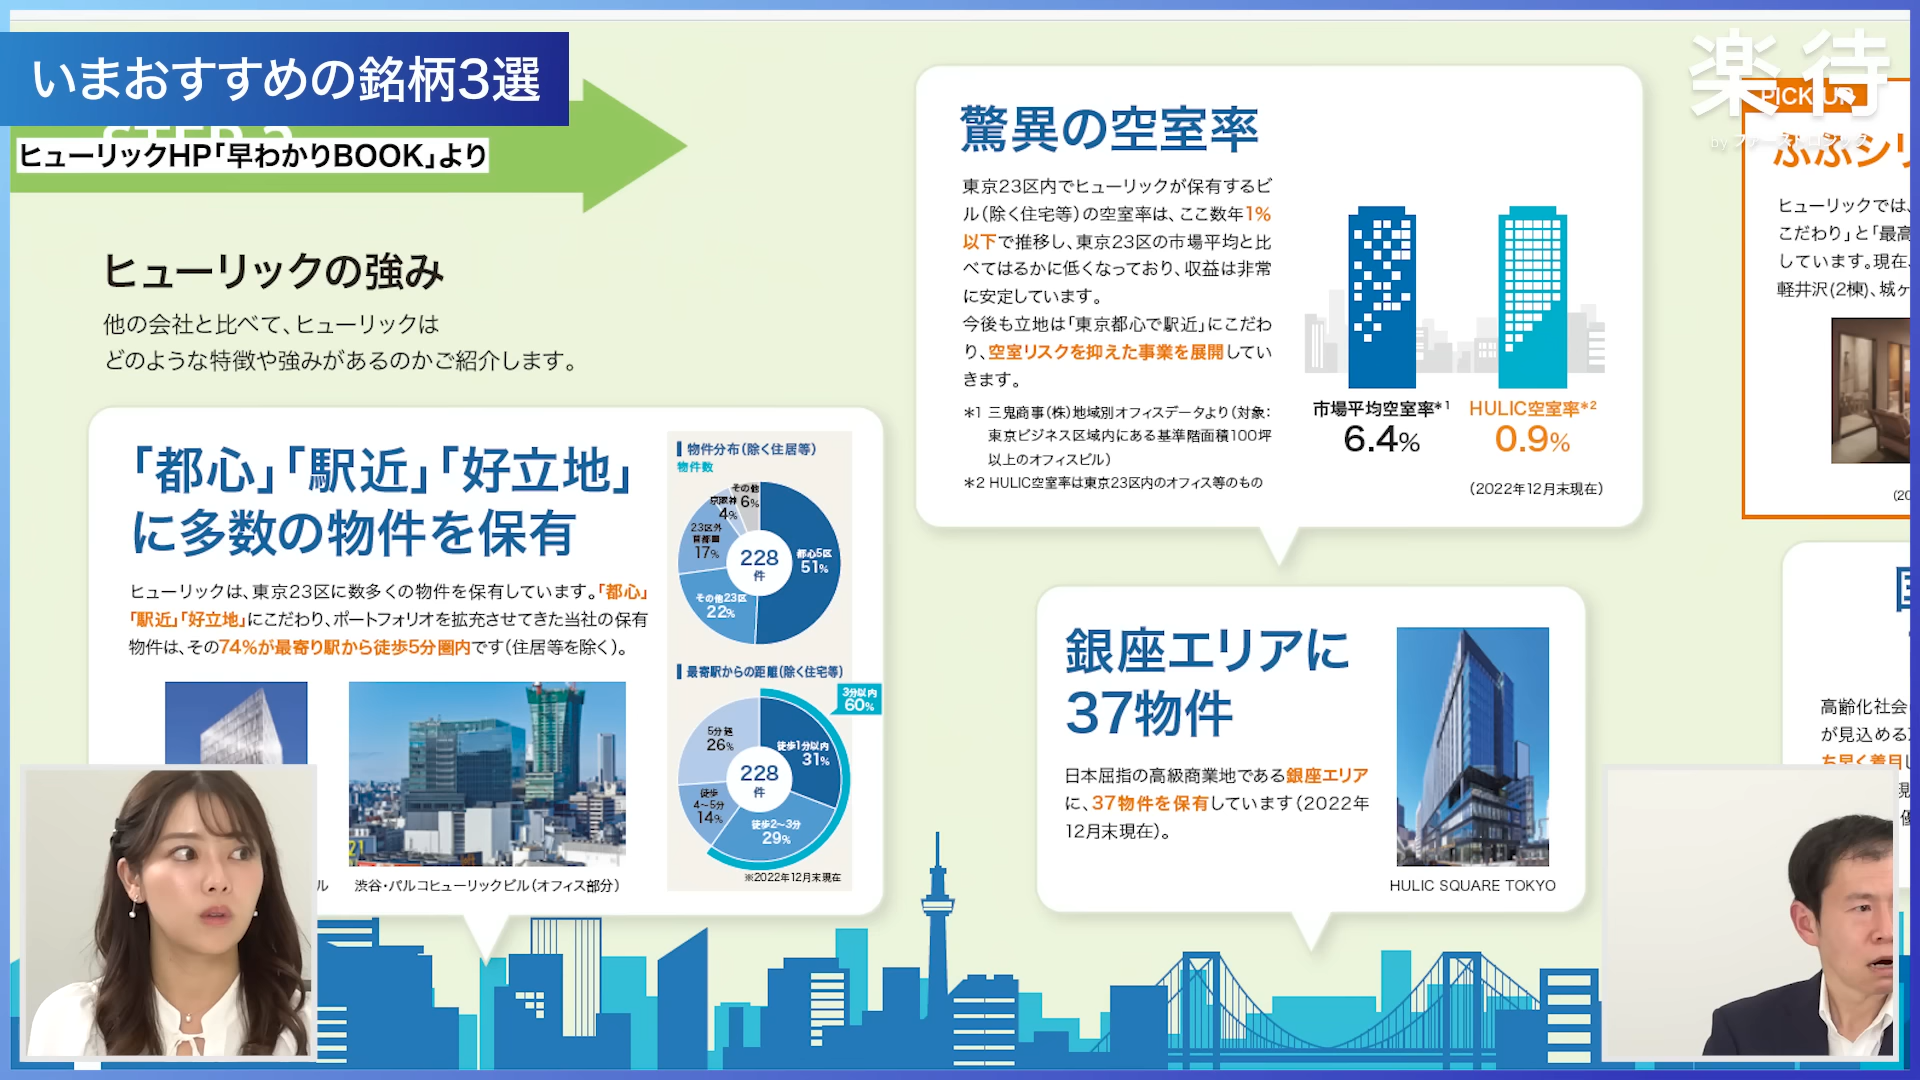 いまおすすめの銘柄3選
ヒューリックHP｢早わかりBOOK｣より
楽待
by ファーストロジック
ヒューリックの強み
他の会社と比べて、ヒューリックは
どのような特徴や強みがあるのかご紹介します。
「都心」「駅近」「好立地」
に多数の物件を保有
ヒューリックは、東京23区に数多くの物件を保有しています。「都心」
「駅近」「好立地」にこだわり、ポートフォリオを拡充させてきた当社の保有
物件は、その74%が最寄り駅から徒歩5分圏内です（住居等を除く）。
ル
渋谷・パルコヒューリックビル（オフィス部分）
物件分布（除く住居等）
物件数
その他
6%
京阪神
4%
23区外
首都圏
17%
228
件
都心5区
51%
その他23区
22%
最寄駅からの距離（除く住宅等）
3分以内
60%
5分超
26%
徒歩1分以内
31%
228
件
徒歩
4〜5分
14%
徒歩2〜3分
29%
※2022年12月末現在
驚異の空室率
東京23区内でヒューリックが保有するビ
ル（除く住宅等）の空室率は、ここ数年1%
以下で推移し、東京23区の市場平均と比
べてはるかに低くなっており、収益は非常
に安定しています。
今後も立地は「東京都心で駅近」にこだわ
り、空室リスクを抑えた事業を展開してい
きます。
*1 三鬼商事（株）地域別オフィスデータより（対象：
東京ビジネス区域内にある基準階面積100坪
以上のオフィスビル）
*2 HULIC空室率は東京23区内のオフィス等のもの
市場平均空室率*1
6.4%
HULIC空室率*2
0.9%
（2022年12月末現在）
銀座エリアに
37物件
日本屈指の高級商業地である銀座エリア
に、37物件を保有しています（2022年
12月末現在）。
HULIC SQUARE TOKYO
PICK UP
ふふシリ
ヒューリックでは、
こだわり」と「最高
しています。現在、
軽井沢(2棟)、城ヶ
(20
高齢化社会
が見込める
ち早く着目し